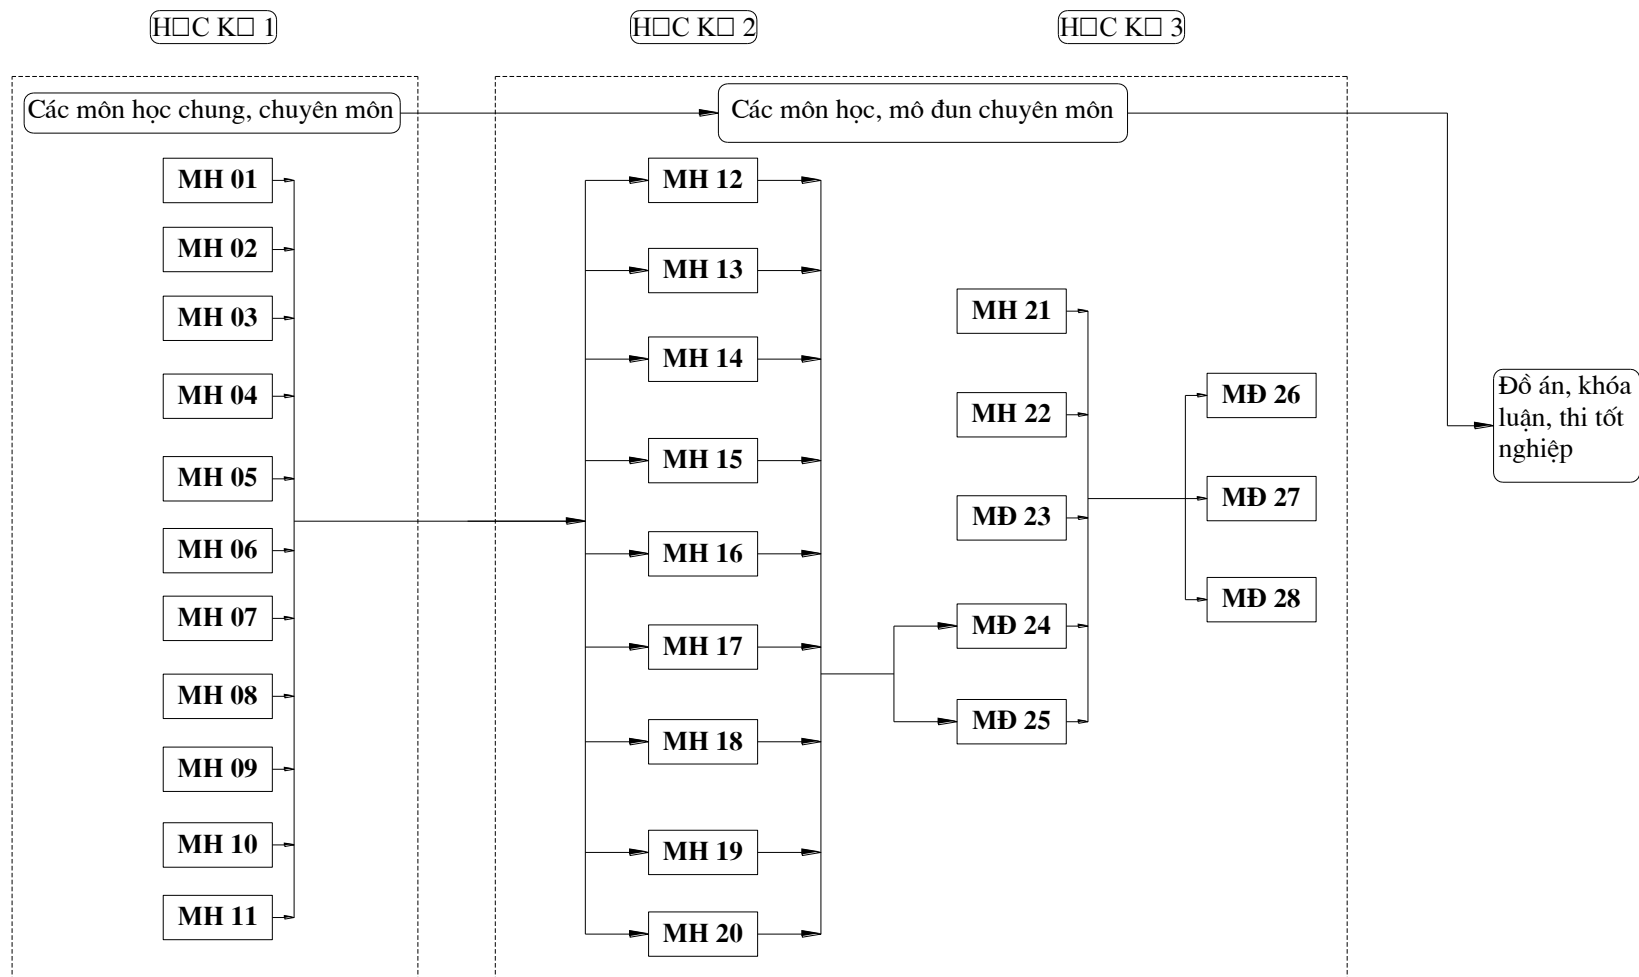 H□C K□ 1
H□C K□ 2
H□C K□ 3
Các môn học chung, chuyên môn
Các môn học, mô đun chuyên môn
MH 01
MH 02
MH 03
MH 04
MH 05
MH 06
MH 07
MH 08
MH 09
MH 10
MH 11
MH 12
MH 13
MH 14
MH 15
MH 16
MH 17
MH 18
MH 19
MH 20
MH 21
MH 22
MĐ 23
MĐ 24
MĐ 25
MĐ 26
MĐ 27
MĐ 28
Đồ án, khóa
luận, thi tốt
nghiệp